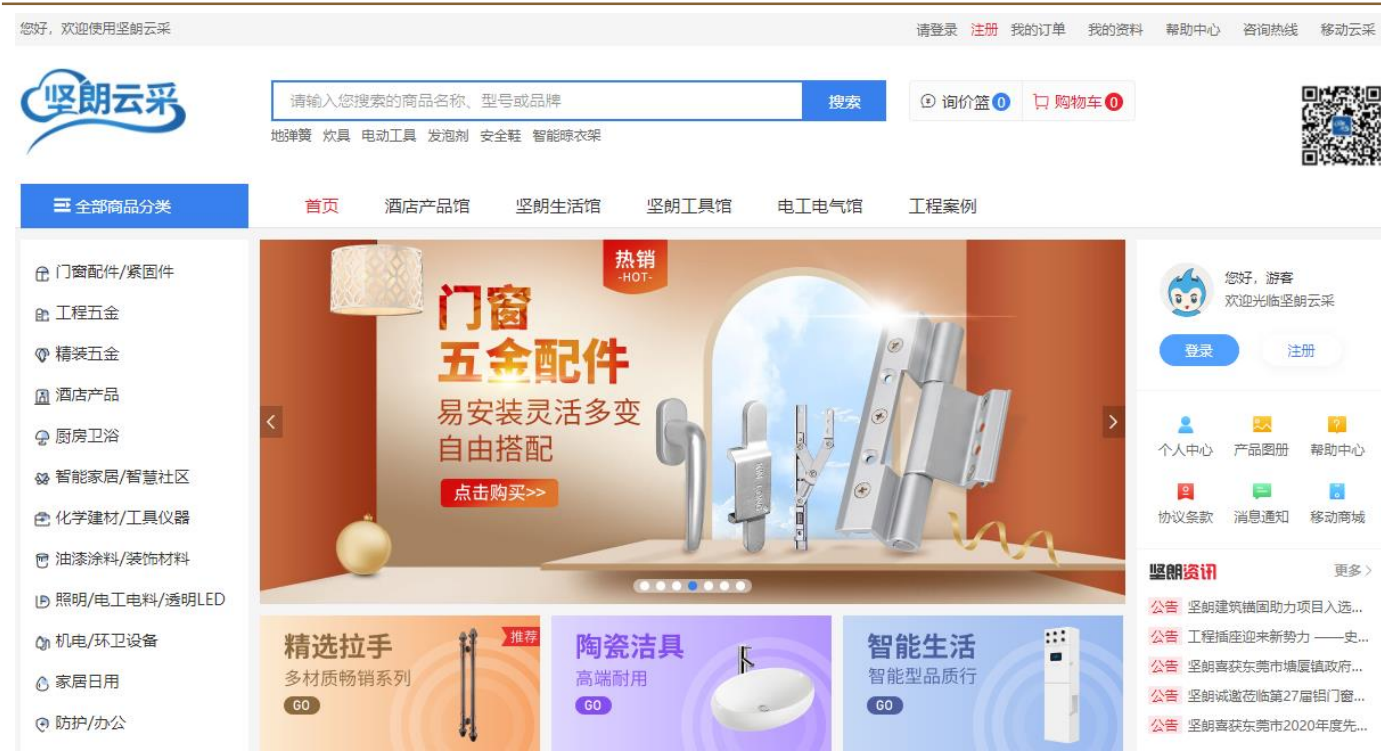 您好，欢迎使用坚朗云采
请登录 注册 我的订单 我的资料 帮助中心 咨询热线 移动云采
坚朗云采
请输入您搜索的商品名称、型号或品牌
搜索
询价篮 0
购物车 0
地弹簧 炊具 电动工具 发泡剂 安全鞋 智能晾衣架
全部商品分类
首页 酒店产品馆 坚朗生活馆 坚朗工具馆 电工电气馆 工程案例
门窗配件/紧固件
工程五金
精装五金
酒店产品
厨房卫浴
智能家居/智慧社区
化学建材/工具仪器
油漆涂料/装饰材料
照明/电工电料/透明LED
机电/环卫设备
家居日用
防护/办公
热销
-HOT-
门窗
五金配件
易安装灵活多变
自由搭配
点击购买>>
精选拉手
推荐
多材质畅销系列
GO
陶瓷洁具
高端耐用
GO
智能生活
智能型品质行
GO
您好，游客
欢迎光临坚朗云采
登录 注册
个人中心 产品图册 帮助中心
协议条款 消息通知 移动商城
坚朗资讯 更多>
公告 坚朗建筑锚固助力项目入选...
公告 工程插座迎来新势力 ——史...
公告 坚朗喜获东莞市塘厦镇政府...
公告 坚朗诚邀莅临第27届铝门窗...
公告 坚朗喜获东莞市2020年度先...